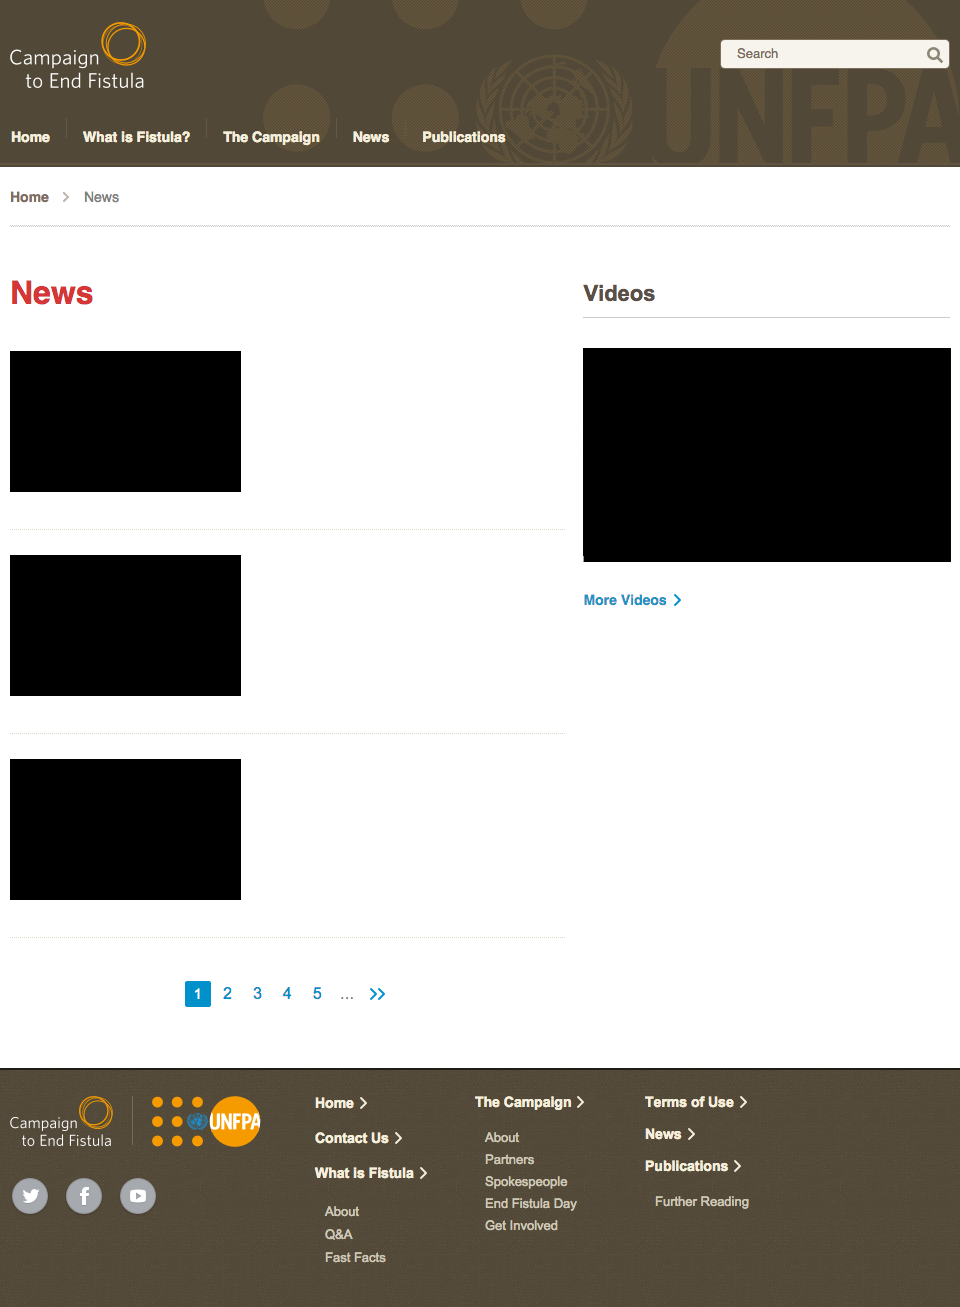 Campaign
to End Fistula
Search
UNFPA
Home
What is Fistula?
The Campaign
News
Publications
Home
News
News
Videos
More Videos
1 2 3 4 5 ... >>
Campaign
to End Fistula
UNFPA
Home
Contact Us
What is Fistula
About
Q&A
Fast Facts
The Campaign
About
Partners
Spokespeople
End Fistula Day
Get Involved
Terms of Use
News
Publications
Further Reading